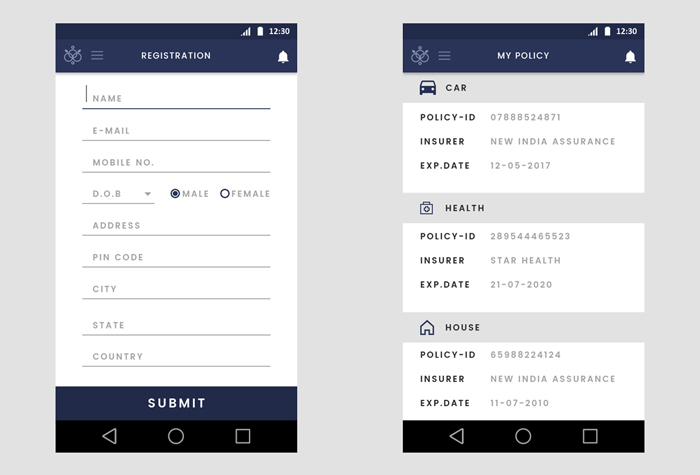 12:30
REGISTRATION
NAME
E-MAIL
MOBILE NO.
D.O.B MALE FEMALE
ADDRESS
PIN CODE
CITY
STATE
COUNTRY
SUBMIT
12:30
MY POLICY
CAR
POLICY-ID 07888524871
INSURER NEW INDIA ASSURANCE
EXP.DATE 12-05-2017
HEALTH
POLICY-ID 289544465523
INSURER STAR HEALTH
EXP.DATE 21-07-2020
HOUSE
POLICY-ID 65988224124
INSURER NEW INDIA ASSURANCE
EXP.DATE 11-07-2010